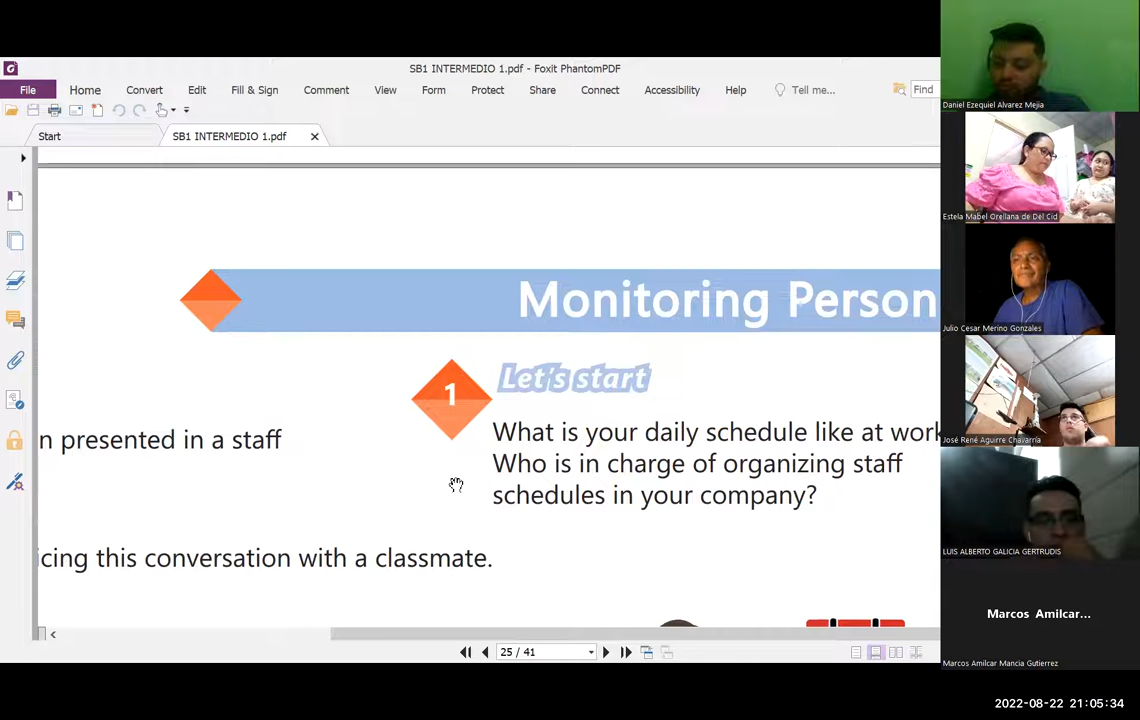 SB1 INTERMEDIO 1.pdf - Foxit PhantomPDF
File Home Convert Edit Fill & Sign Comment View Form Protect Share Connect Accessibility Help Tell me... Find
Start SB1 INTERMEDIO 1.pdf
Monitoring Person
1 Let's start
What is your daily schedule like at work
Who is in charge of organizing staff
schedules in your company?
n presented in a staff
icing this conversation with a classmate.
25 / 41
Daniel Ezequiel Alvarez Mejia
Estela Mabel Orellana de Del Cid
Julio Cesar Merino Gonzales
José René Aguirre Chavarría
LUIS ALBERTO GALICIA GERTRUDIS
Marcos Amilcar...
Marcos Amilcar Mancia Gutierrez
2022-08-22 21:05:34